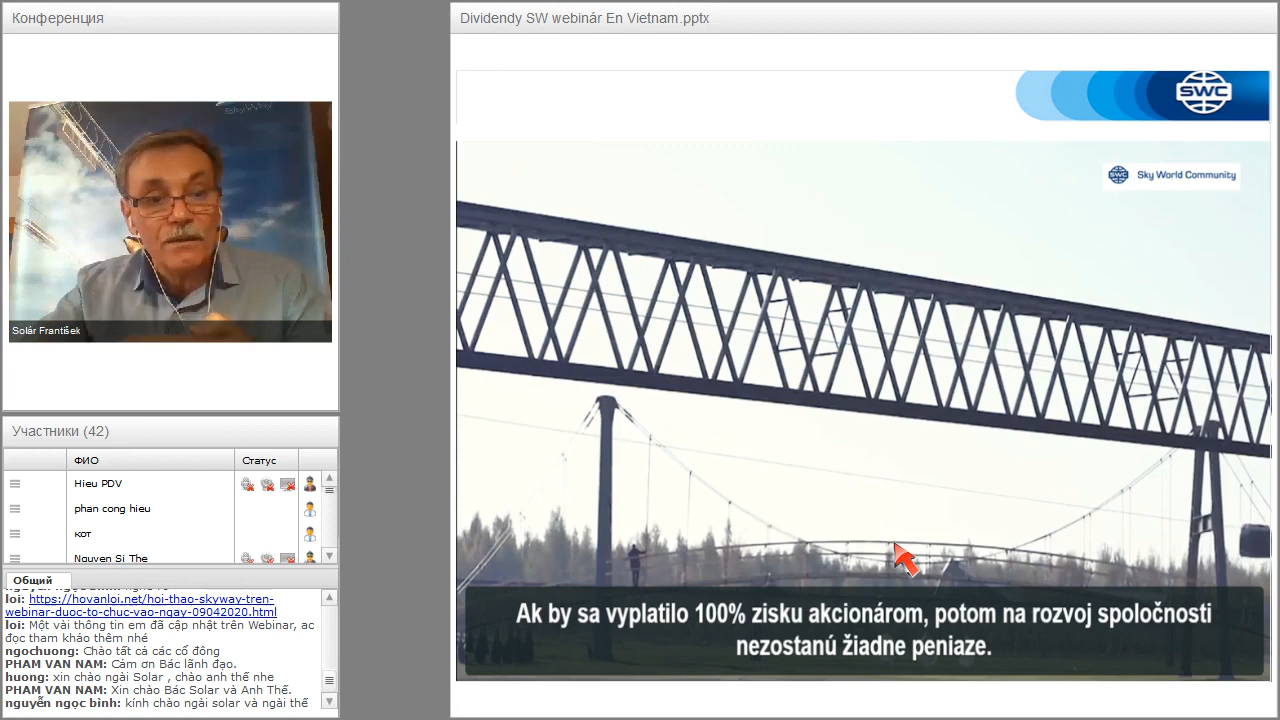 Конференция
Solár František
Участники (42)
ФИО
Статус
Hieu PDV
phan cong hieu
кот
Nguyen Si The
Общий
loi: https://hovanloi.net/hoi-thao-skyway-tren-
webinar-duoc-to-chuc-vao-ngay-09042020.html
loi: Một vài thông tin em đã cập nhật trên Webinar, ac
đọc tham khảo thêm nhé
ngochuong: Chào tất cả các cổ đông
PHAM VAN NAM: Cảm ơn Bác lãnh đạo.
huong: xin chào ngài Solar , chào anh thế nhe
PHAM VAN NAM: Xin chào Bác Solar và Anh Thế.
nguyễn ngọc bình: kính chào ngài solar và ngài thế
Dividendy SW webinár En Vietnam.pptx
SWC
SWC Sky World Community
Ak by sa vyplatilo 100% zisku akcionárom, potom na rozvoj spoločnosti
nezostanú žiadne peniaze.